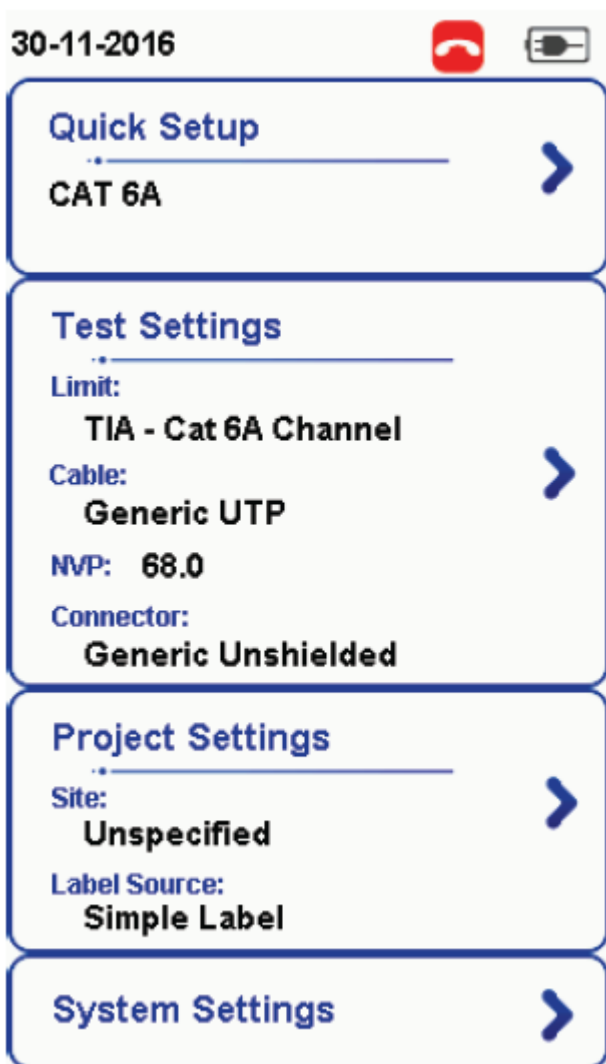 30-11-2016
Quick Setup
CAT 6A
Test Settings
Limit:
TIA - Cat 6A Channel
Cable:
Generic UTP
NVP: 68.0
Connector:
Generic Unshielded
Project Settings
Site:
Unspecified
Label Source:
Simple Label
System Settings